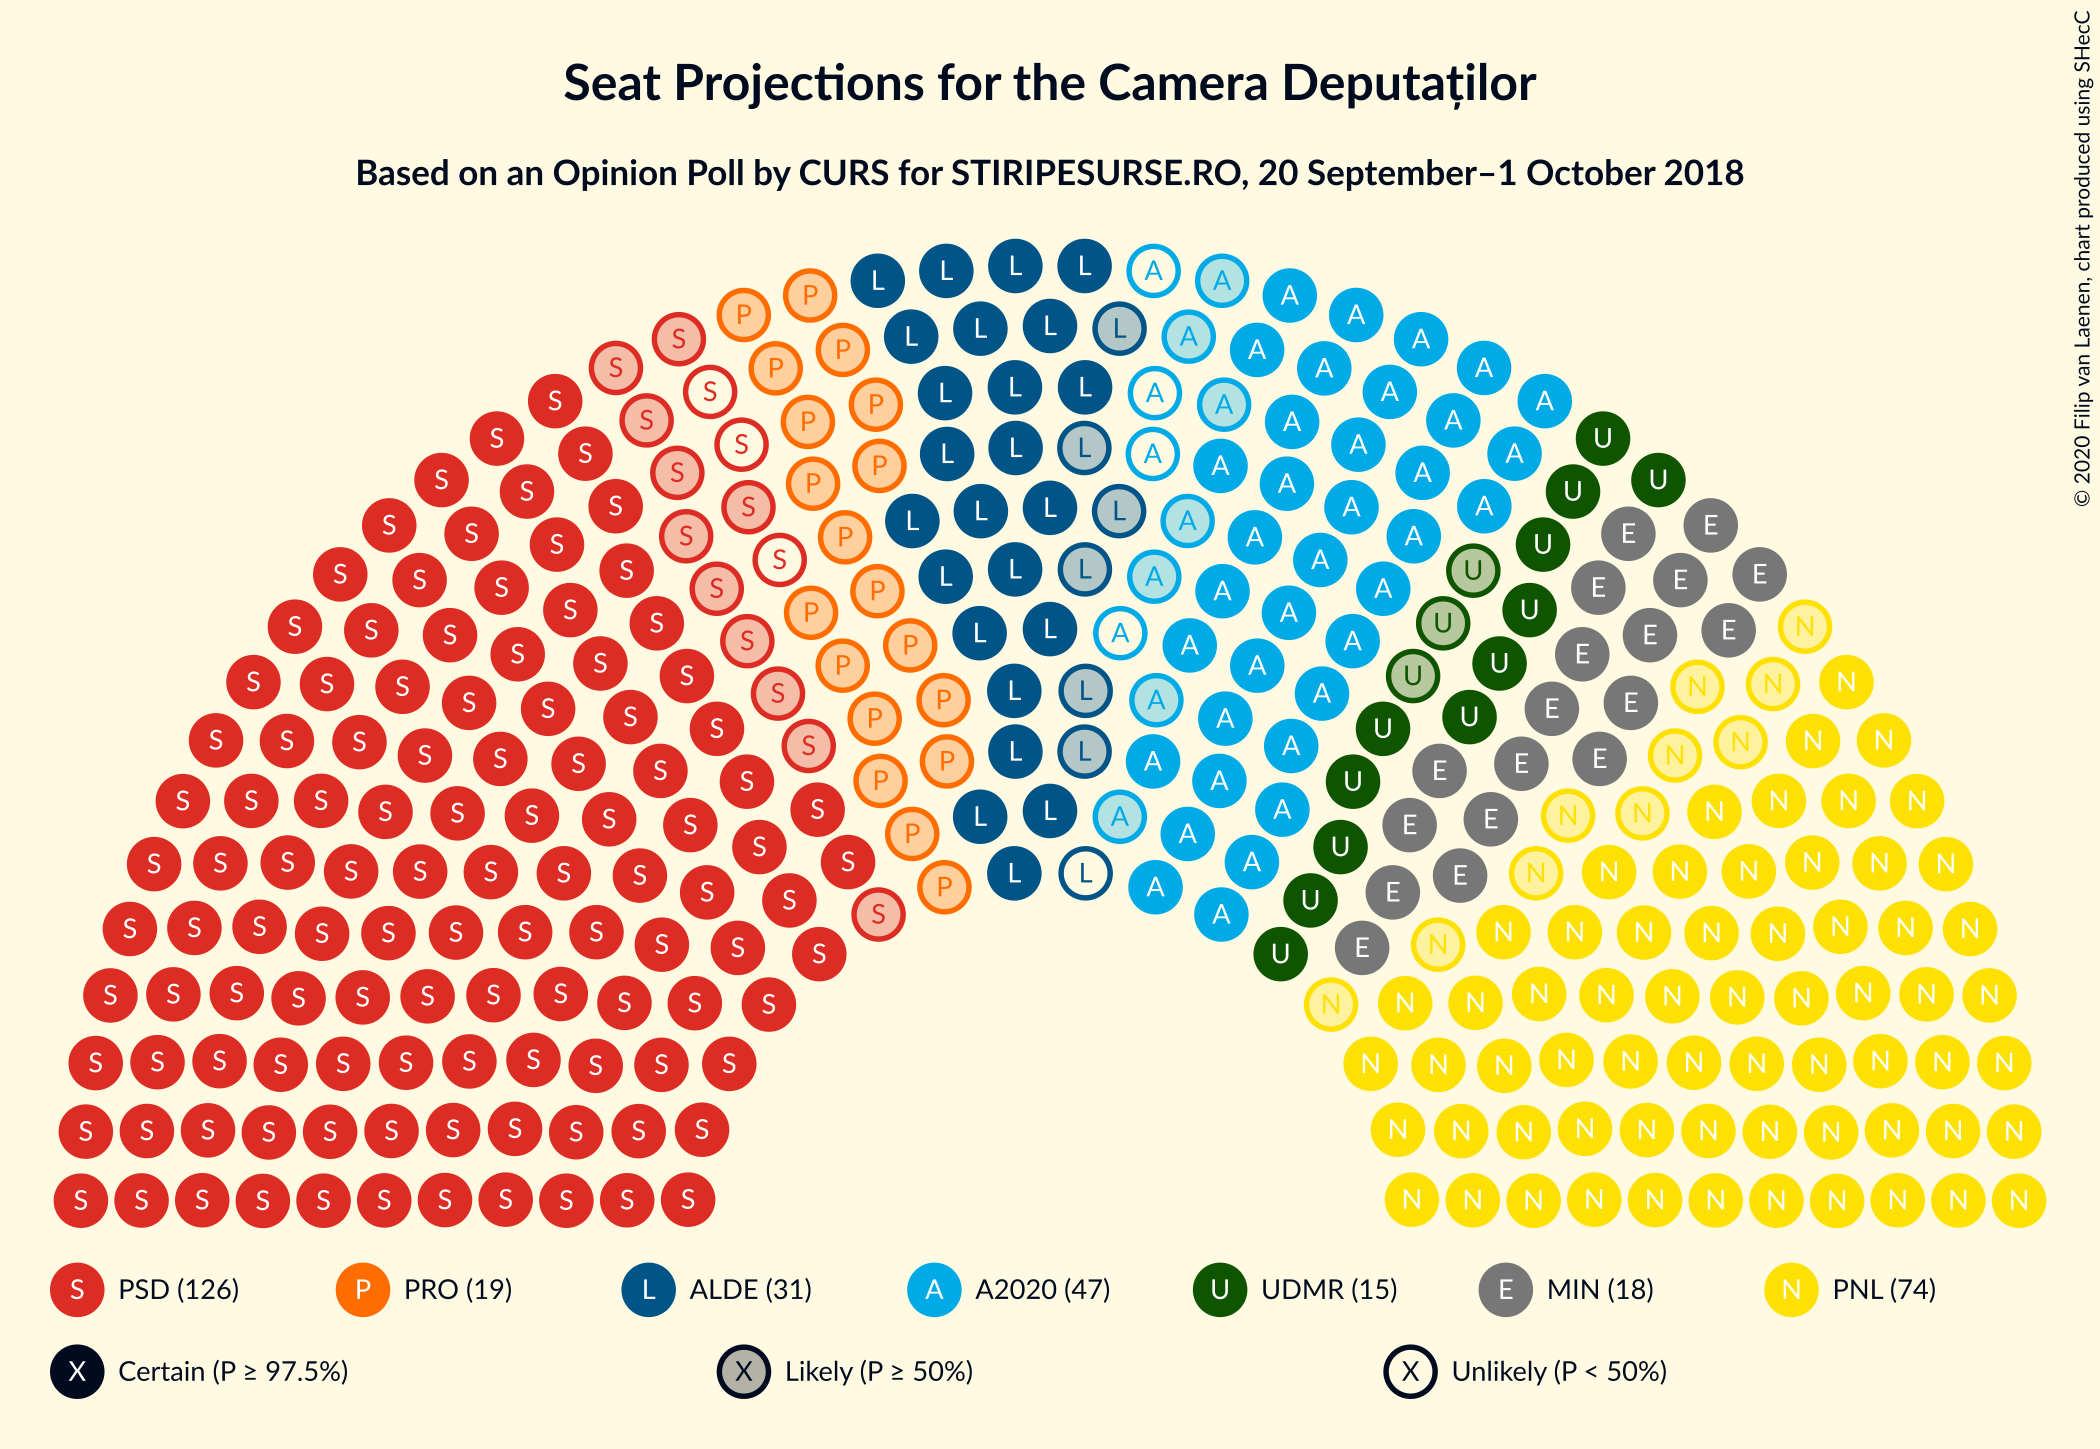 Seat Projections for the Camera Deputaților
Based on an Opinion Poll by CURS for STIRIPESURSE.RO, 20 September–1 October 2018
© 2020 Filip van Laenen, chart produced using SHecC
S PSD (126) P PRO (19) L ALDE (31) A A2020 (47) U UDMR (15) E MIN (18) N PNL (74)
X Certain (P ≥ 97.5%) X Likely (P ≥ 50%) X Unlikely (P < 50%)